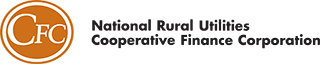 CFC
National Rural Utilities
Cooperative Finance Corporation